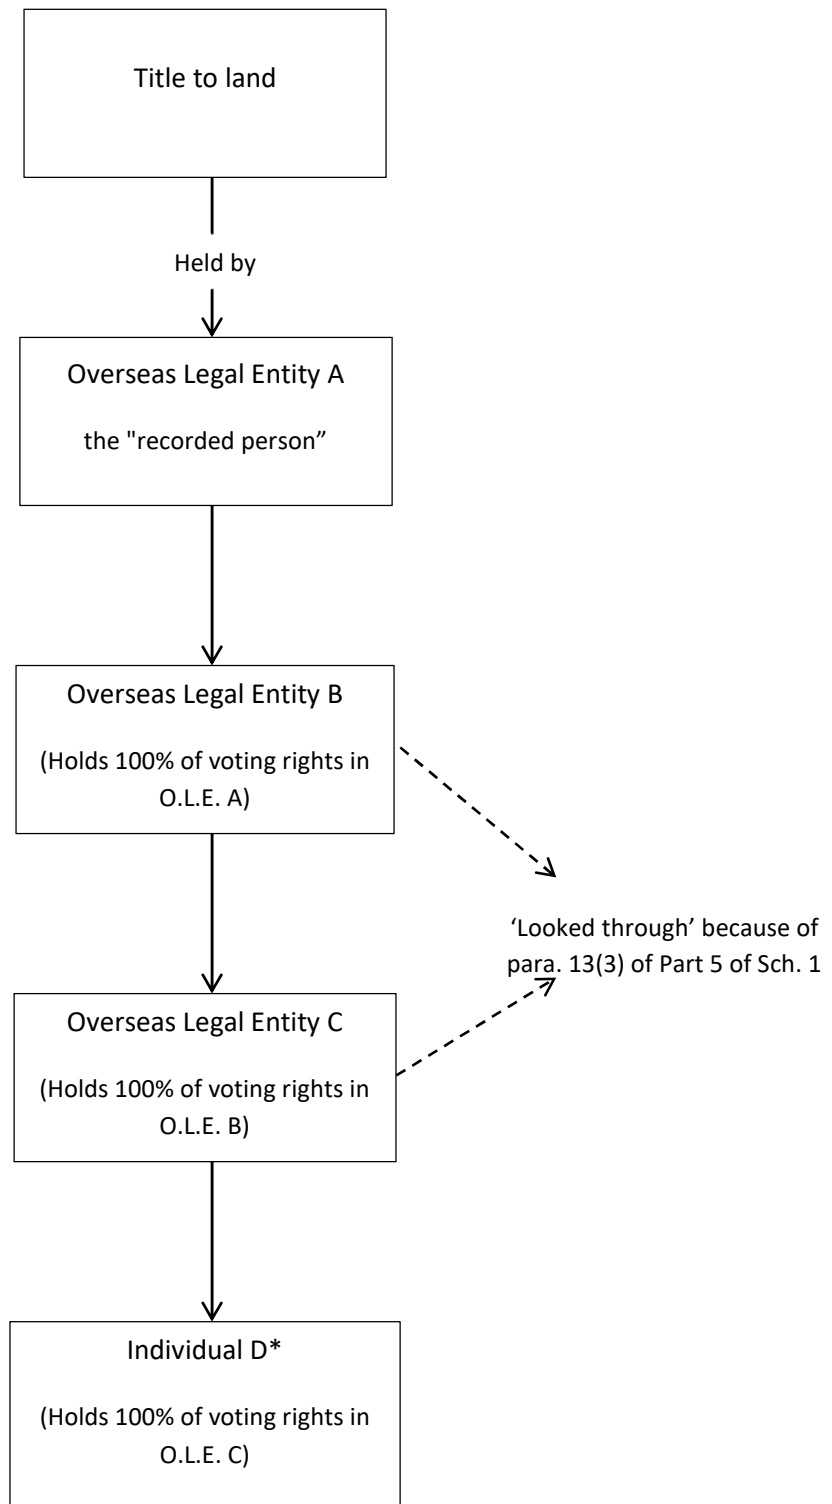 Title to land
Held by
Overseas Legal Entity A
the "recorded person”
Overseas Legal Entity B
(Holds 100% of voting rights in
O.L.E. A)
‘Looked through’ because of
para. 13(3) of Part 5 of Sch. 1
Overseas Legal Entity C
(Holds 100% of voting rights in
O.L.E. B)
Individual D*
(Holds 100% of voting rights in
O.L.E. C)